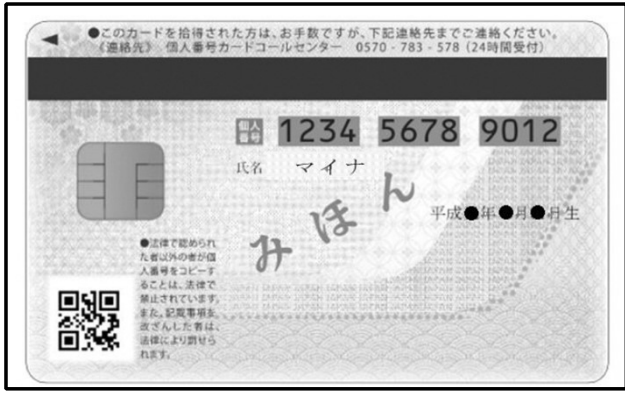 ●このカードを拾得された方は、お手数ですが、下記連絡先までご連絡ください。
《連絡先》 個人番号カードコールセンター 0570-783-578（24時間受付）
個人番号 1234 5678 9012
氏名 マイナ
平成●年●月●日生
みほん
●法律で認められ
た者以外の者が個
人番号をコピーす
ることは、法律で
禁止されています。
また、記載事項を
改ざんした者は、
法律により罰せら
れます。